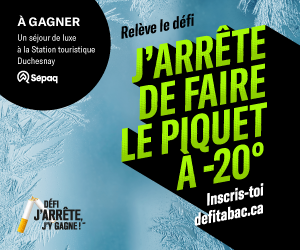 À GAGNER
Un séjour de luxe
à la Station touristique
Duchesnay
Sépaq
Relève le défi
J'ARRÊTE
DE FAIRE
LE PIQUET
À -20°
Inscris-toi
defitabac.ca
DÉFI
J'ARRÊTE,
J'Y GAGNE!